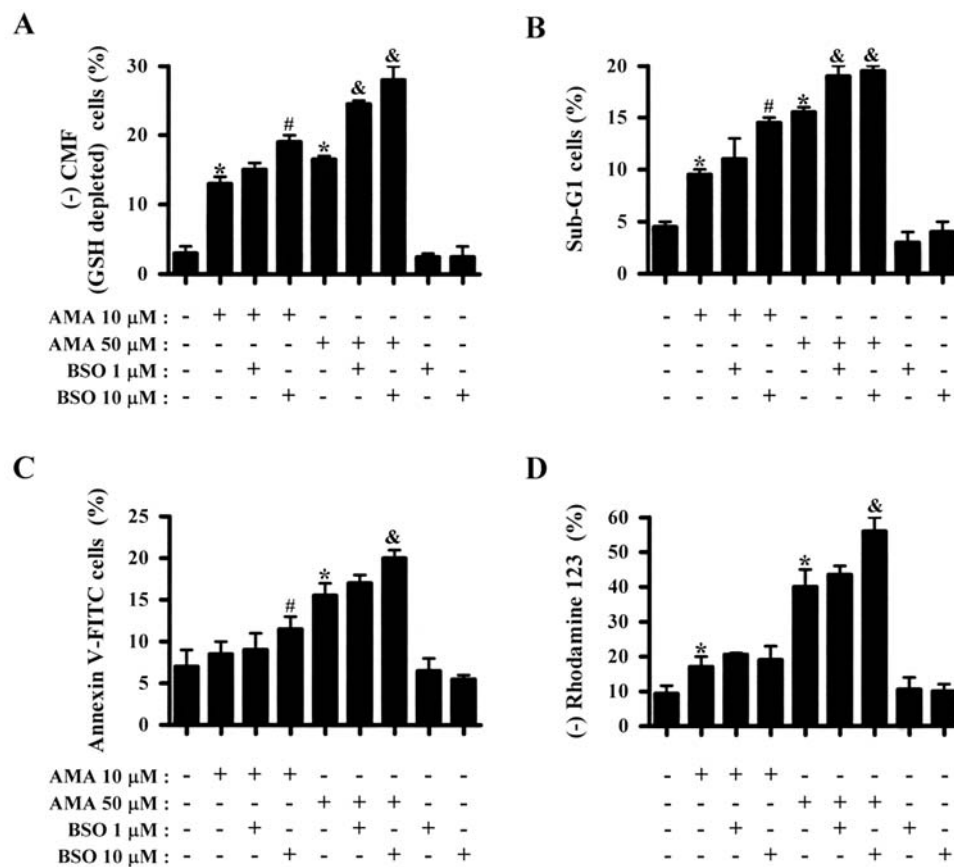 A
(-) CMF
(GSH depleted) cells (%)
30
20
10
0
*
#
*
&
&
AMA 10 μM : - + + + - - - - -
AMA 50 μM : - - - - + + + - -
BSO 1 μM : - - + - - + - + -
BSO 10 μM : - - - + - - + - +
B
Sub-G1 cells (%)
20
15
10
5
0
*
#
*
&
&
- + + + - - - - -
- - - - + + + - -
- - + - - + - + -
- - - + - - + - +
C
Annexin V-FITC cells (%)
25
20
15
10
5
0
#
*
&
AMA 10 μM : - + + + - - - - -
AMA 50 μM : - - - - + + + - -
BSO 1 μM : - - + - - + - + -
BSO 10 μM : - - - + - - + - +
D
(-) Rhodamine 123 (%)
60
50
40
30
20
10
0
*
*
&
- + + + - - - - -
- - - - + + + - -
- - + - - + - + -
- - - + - - + - +